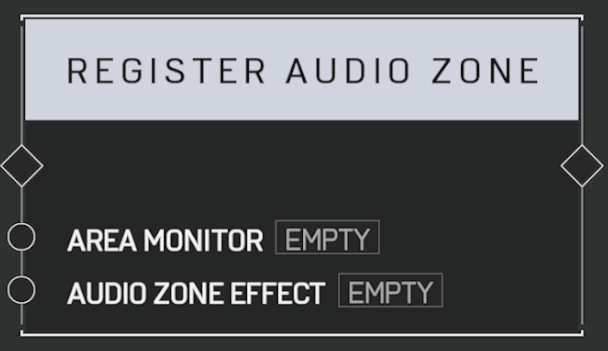 REGISTER AUDIO ZONE
AREA MONITOR EMPTY
AUDIO ZONE EFFECT EMPTY